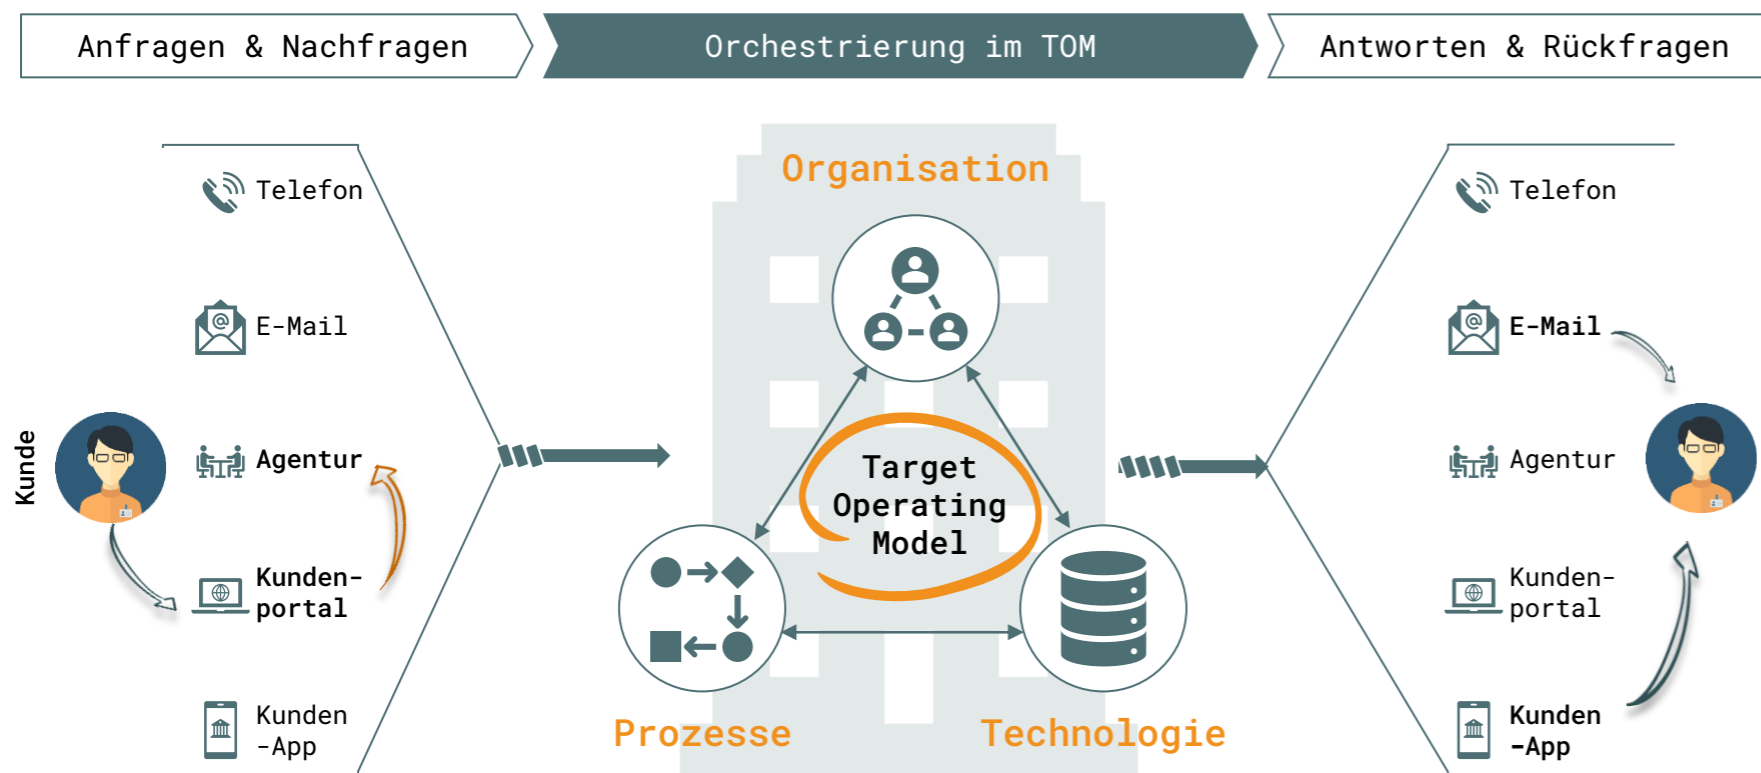 Anfragen & Nachfragen
Orchestrierung im TOM
Antworten & Rückfragen
Kunde
Telefon
E-Mail
Agentur
Kunden-
portal
Kunden
-App
Organisation
Target
Operating
Model
Prozesse
Technologie
Telefon
E-Mail
Agentur
Kunden-
portal
Kunden
-App